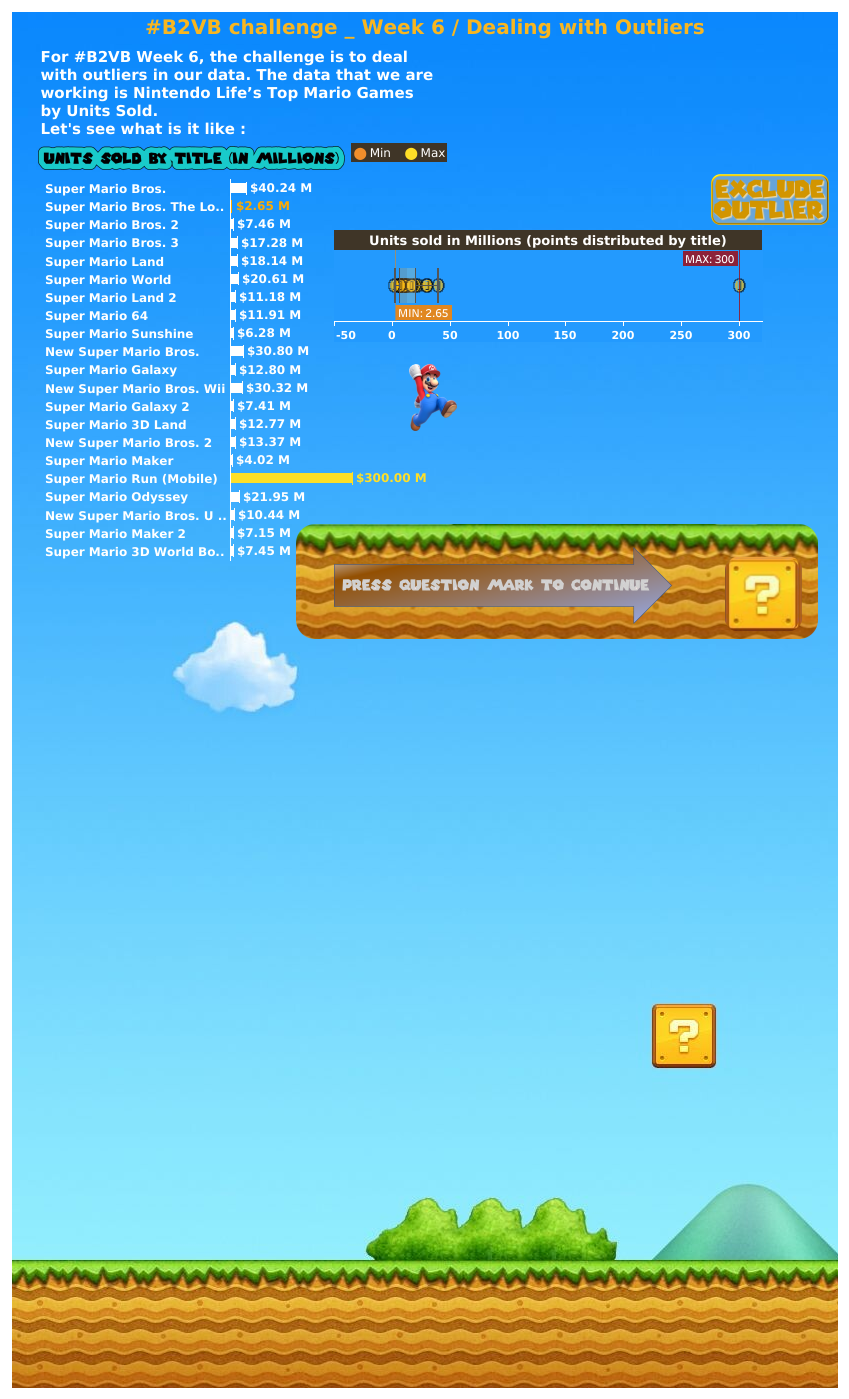 #B2VB challenge _ Week 6 / Dealing with Outliers
For #B2VB Week 6, the challenge is to deal
with outliers in our data. The data that we are
working is Nintendo Life’s Top Mario Games
by Units Sold.
Let's see what is it like :
UNITS SOLD BY TITLE (IN MILLIONS)
Min Max
EXCLUDE
OUTLIER
Super Mario Bros. $40.24 M
Super Mario Bros. The Lo.. $2.65 M
Super Mario Bros. 2 $7.46 M
Super Mario Bros. 3 $17.28 M
Super Mario Land $18.14 M
Super Mario World $20.61 M
Super Mario Land 2 $11.18 M
Super Mario 64 $11.91 M
Super Mario Sunshine $6.28 M
New Super Mario Bros. $30.80 M
Super Mario Galaxy $12.80 M
New Super Mario Bros. Wii $30.32 M
Super Mario Galaxy 2 $7.41 M
Super Mario 3D Land $12.77 M
New Super Mario Bros. 2 $13.37 M
Super Mario Maker $4.02 M
Super Mario Run (Mobile) $300.00 M
Super Mario Odyssey $21.95 M
New Super Mario Bros. U .. $10.44 M
Super Mario Maker 2 $7.15 M
Super Mario 3D World Bo.. $7.45 M
Units sold in Millions (points distributed by title)
MAX: 300
MIN: 2.65
-50 0 50 100 150 200 250 300
PRESS QUESTION MARK TO CONTINUE
?
?